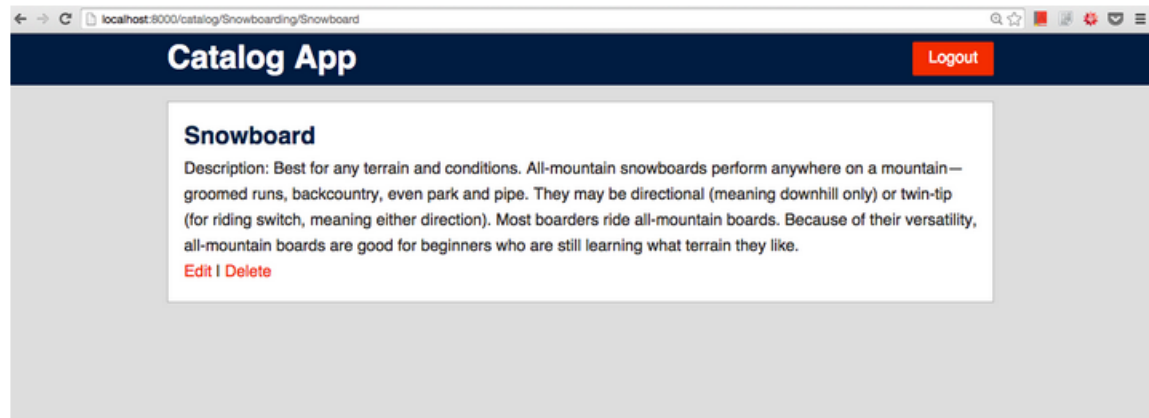 localhost:8000/catalog/Snowboarding/Snowboard
Catalog App
Logout
Snowboard
Description: Best for any terrain and conditions. All-mountain snowboards perform anywhere on a mountain—
groomed runs, backcountry, even park and pipe. They may be directional (meaning downhill only) or twin-tip
(for riding switch, meaning either direction). Most boarders ride all-mountain boards. Because of their versatility,
all-mountain boards are good for beginners who are still learning what terrain they like.
Edit | Delete